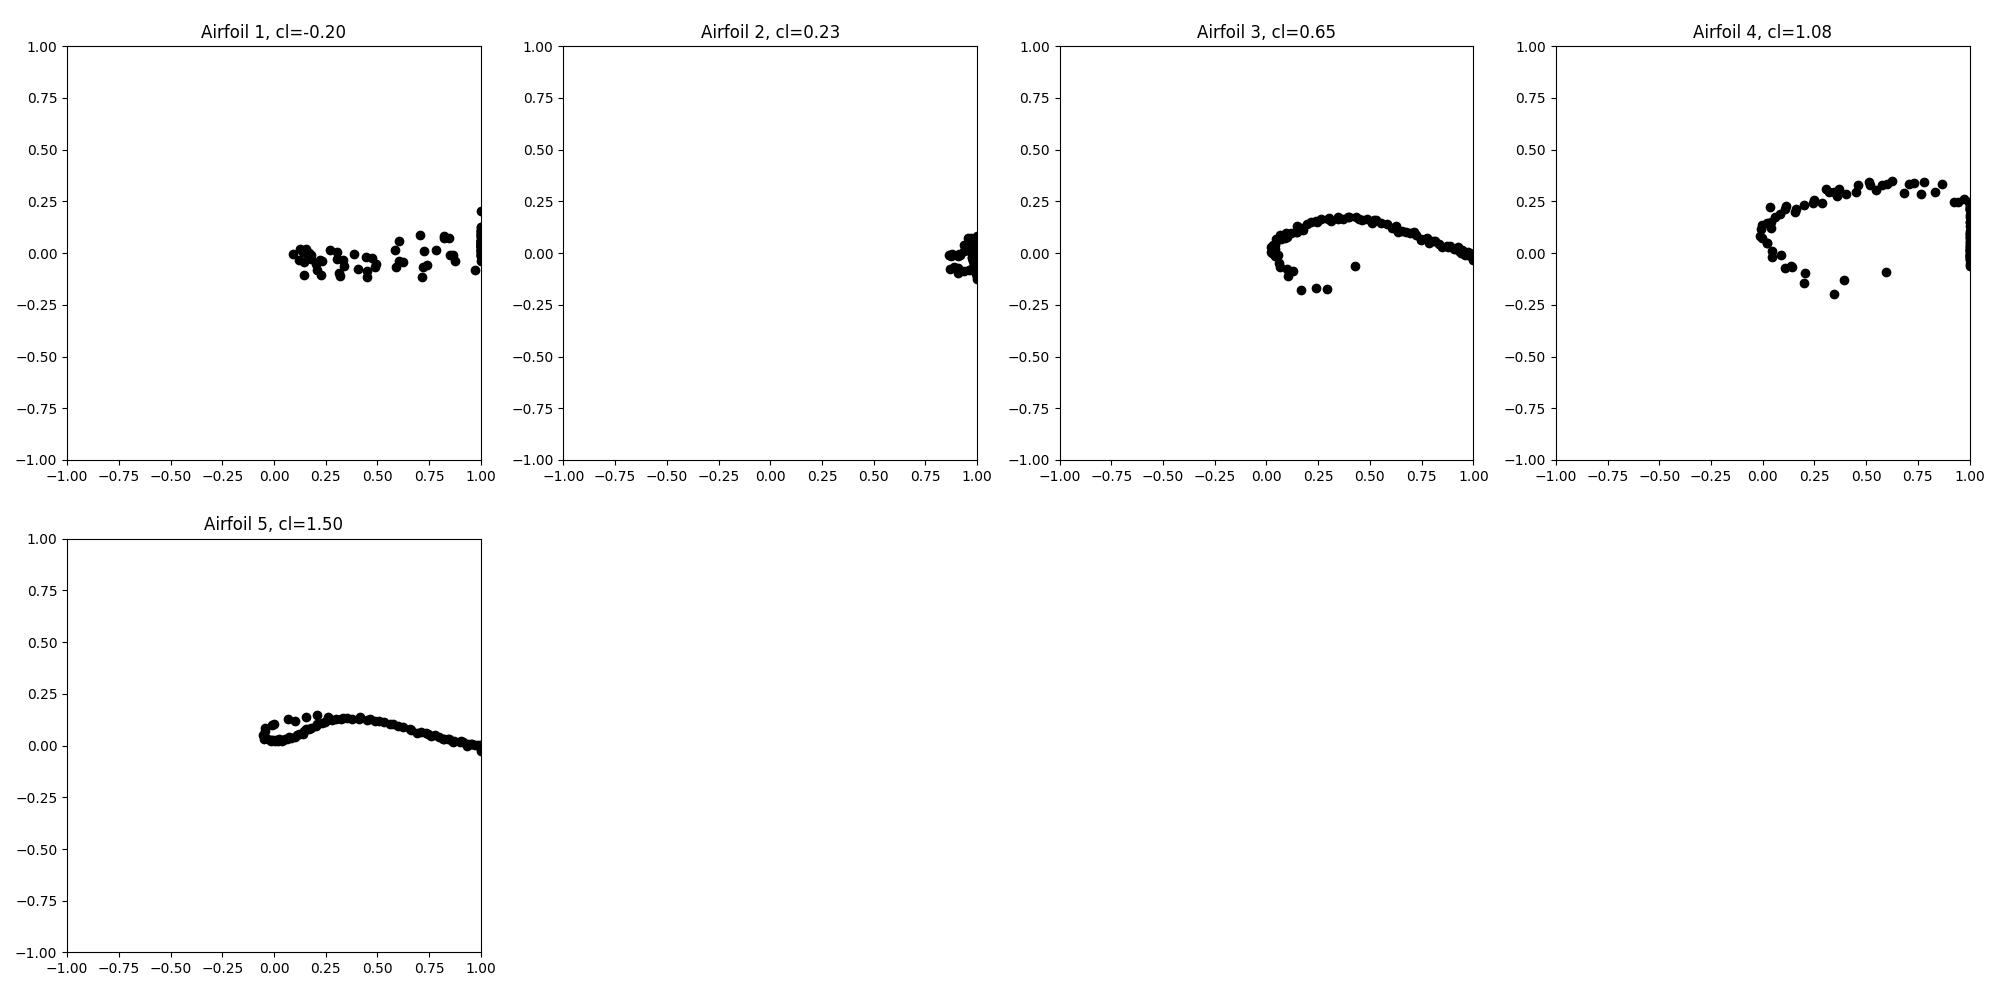 Airfoil 1, cl=-0.20
Airfoil 2, cl=0.23
Airfoil 3, cl=0.65
Airfoil 4, cl=1.08
1.00 1.00 1.00 1.00
0.75 0.75 0.75 0.75
0.50 0.50 0.50 0.50
0.25 0.25 0.25 0.25
0.00 0.00 0.00 0.00
−0.25 −0.25 −0.25 −0.25
−0.50 −0.50 −0.50 −0.50
−0.75 −0.75 −0.75 −0.75
−1.00 −1.00 −1.00 −1.00
−1.00 −0.75 −0.50 −0.25 0.00 0.25 0.50 0.75 1.00
−1.00 −0.75 −0.50 −0.25 0.00 0.25 0.50 0.75 1.00
−1.00 −0.75 −0.50 −0.25 0.00 0.25 0.50 0.75 1.00
−1.00 −0.75 −0.50 −0.25 0.00 0.25 0.50 0.75 1.00
Airfoil 5, cl=1.50
1.00
0.75
0.50
0.25
0.00
−0.25
−0.50
−0.75
−1.00
−1.00 −0.75 −0.50 −0.25 0.00 0.25 0.50 0.75 1.00